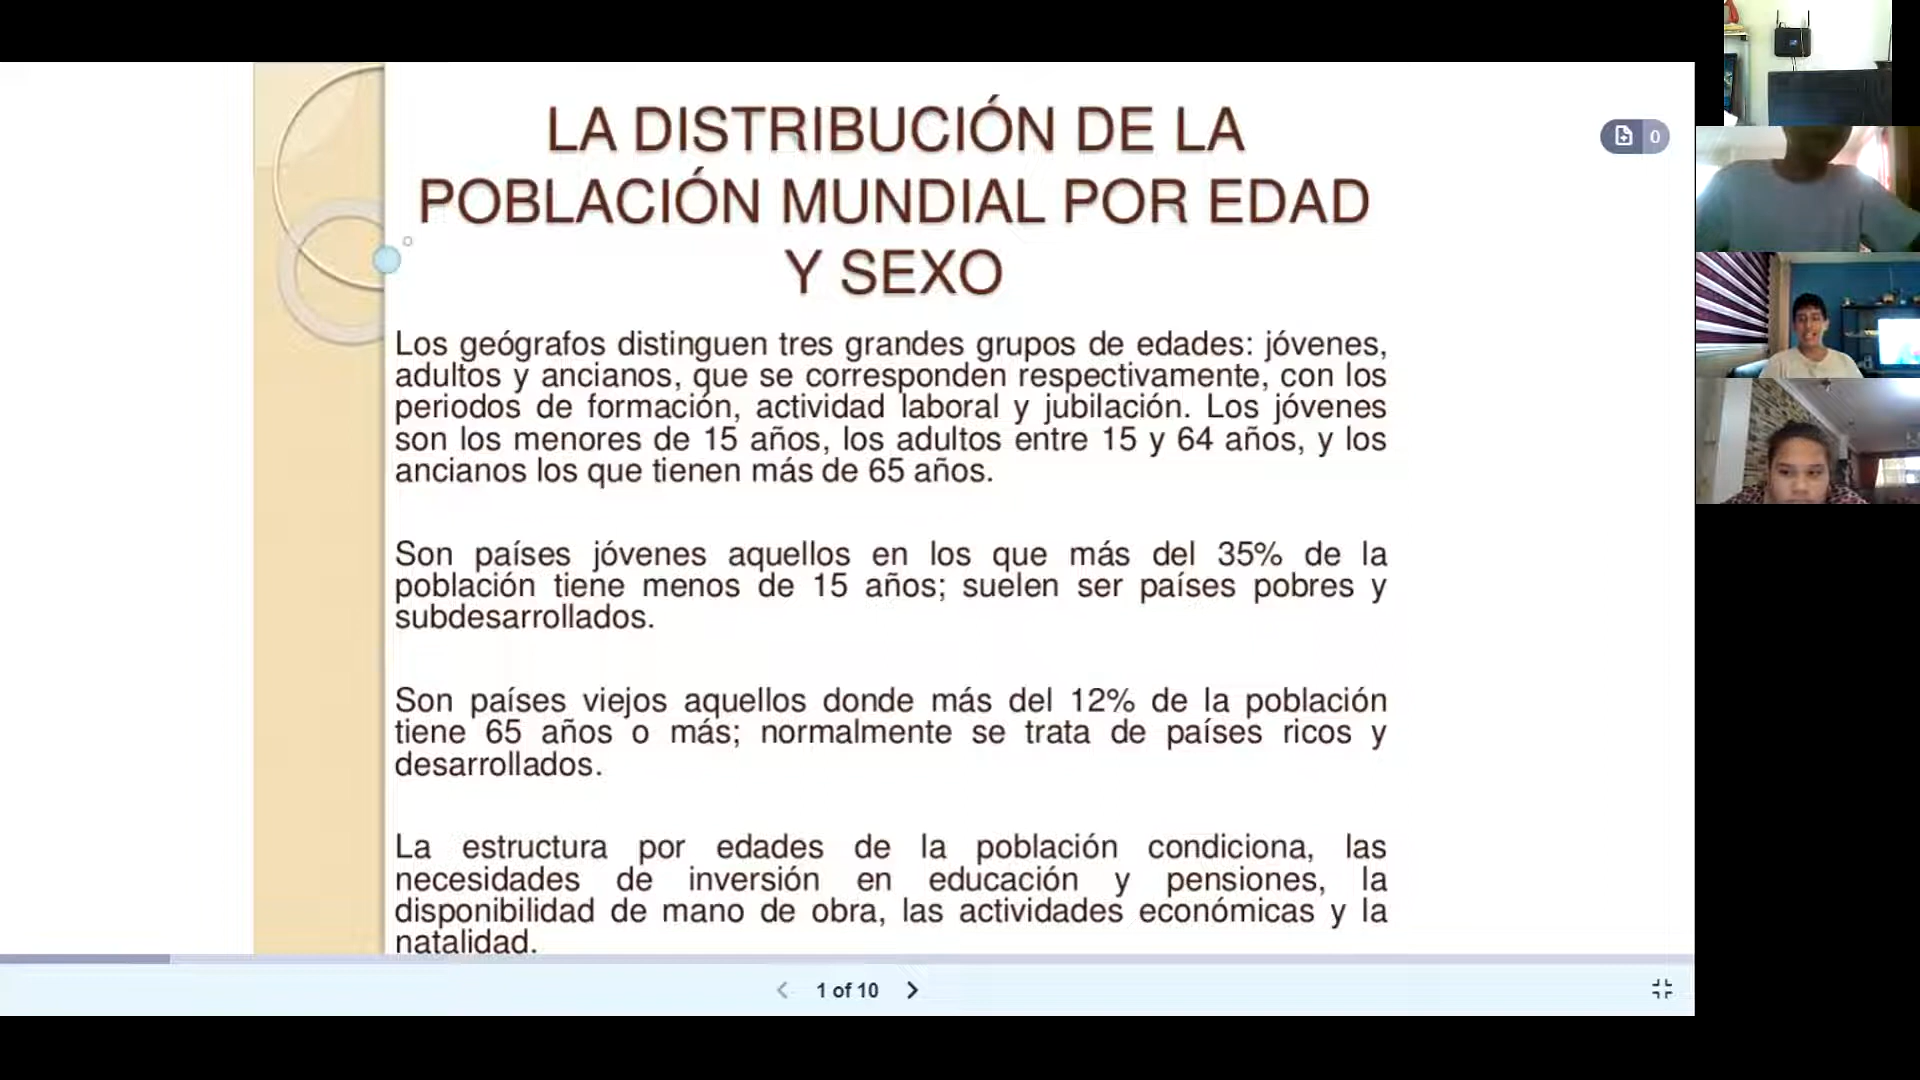 LA DISTRIBUCIÓN DE LA
POBLACIÓN MUNDIAL POR EDAD
Y SEXO
Los geógrafos distinguen tres grandes grupos de edades: jóvenes,
adultos y ancianos, que se corresponden respectivamente, con los
periodos de formación, actividad laboral y jubilación. Los jóvenes
son los menores de 15 años, los adultos entre 15 y 64 años, y los
ancianos los que tienen más de 65 años.
Son países jóvenes aquellos en los que más del 35% de la
población tiene menos de 15 años; suelen ser países pobres y
subdesarrollados.
Son países viejos aquellos donde más del 12% de la población
tiene 65 años o más; normalmente se trata de países ricos y
desarrollados.
La estructura por edades de la población condiciona, las
necesidades de inversión en educación y pensiones, la
disponibilidad de mano de obra, las actividades económicas y la
natalidad.
0
1 of 10